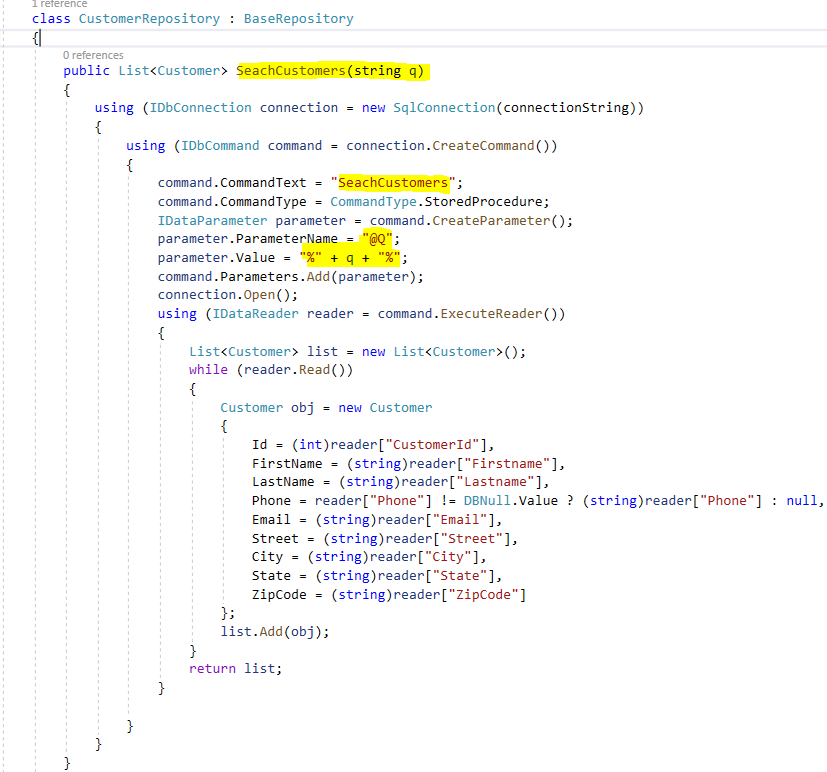 1 reference
class CustomerRepository : BaseRepository
{
0 references
public List<Customer> SeachCustomers(string q)
{
using (IDbConnection connection = new SqlConnection(connectionString))
{
using (IDbCommand command = connection.CreateCommand())
{
command.CommandText = "SeachCustomers";
command.CommandType = CommandType.StoredProcedure;
IDataParameter parameter = command.CreateParameter();
parameter.ParameterName = "@Q";
parameter.Value = "%" + q + "%";
command.Parameters.Add(parameter);
connection.Open();
using (IDataReader reader = command.ExecuteReader())
{
List<Customer> list = new List<Customer>();
while (reader.Read())
{
Customer obj = new Customer
{
Id = (int)reader["CustomerId"],
FirstName = (string)reader["Firstname"],
LastName = (string)reader["Lastname"],
Phone = reader["Phone"] != DBNull.Value ? (string)reader["Phone"] : null,
Email = (string)reader["Email"],
Street = (string)reader["Street"],
City = (string)reader["City"],
State = (string)reader["State"],
ZipCode = (string)reader["ZipCode"]
};
list.Add(obj);
}
return list;
}
}
}
}